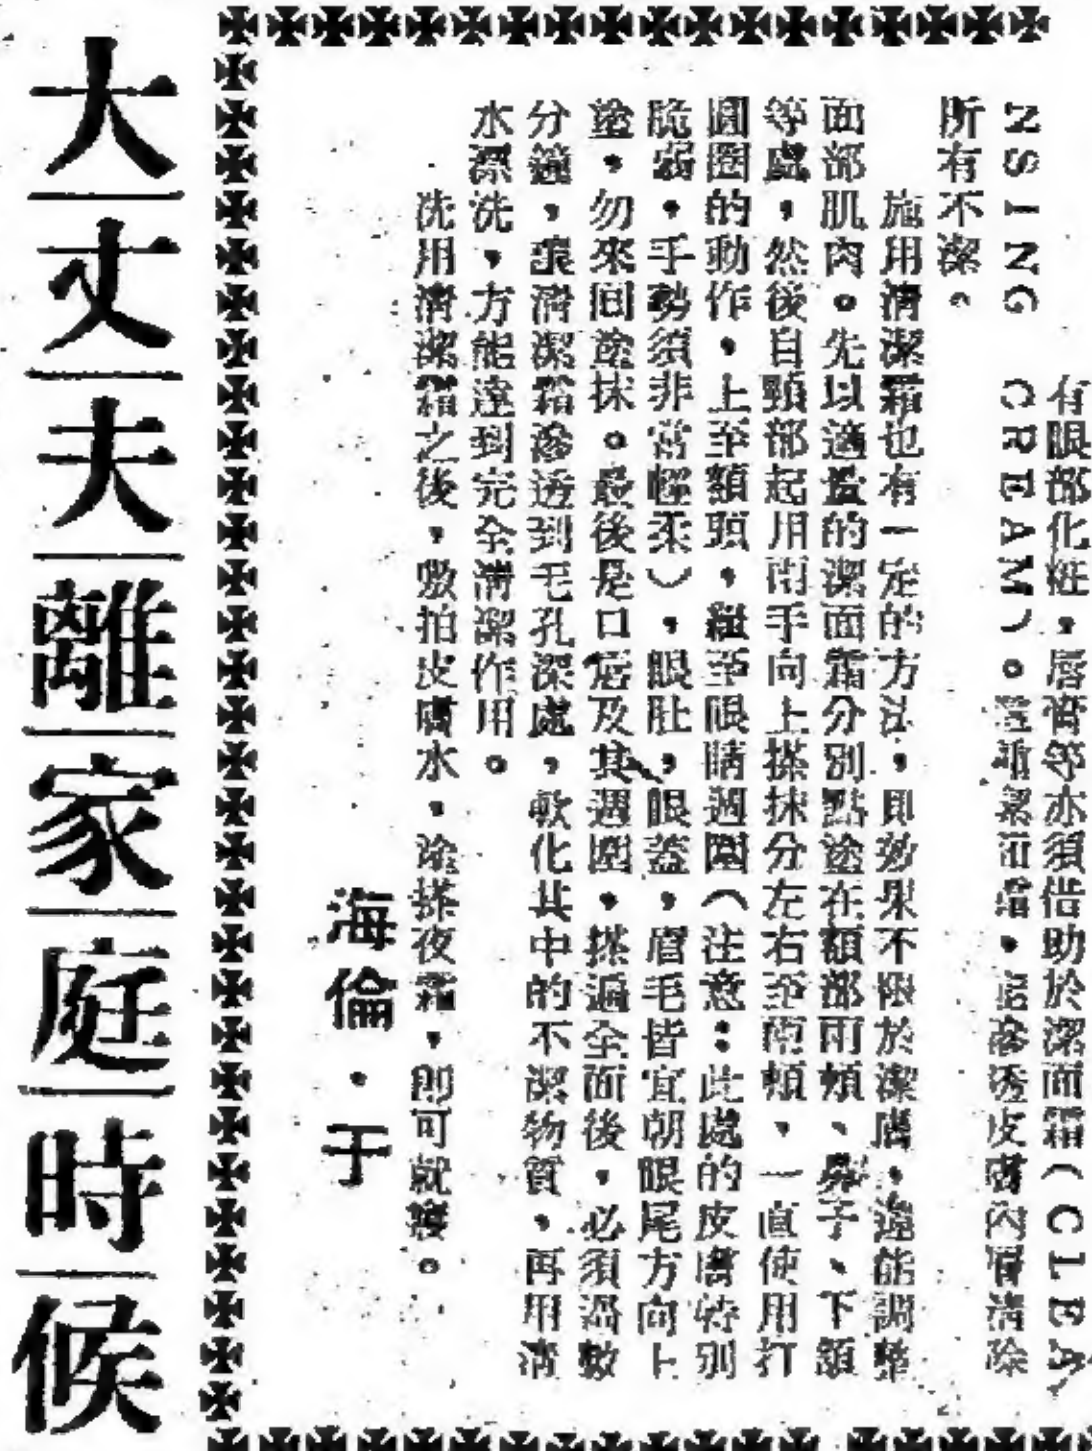 有眼部化粧，唇膏等亦須借助於潔面霜（CLEA
NSING CREAM）。潔面霜，能滲透皮膚內層清除
所有不潔。
施用清潔霜也有一定的方法，即効果不限於潔膚，還能調整
面部肌肉。先以適量的潔面霜分別點塗在額部兩頰、鼻子、下頷
等處，然後自頸部起用兩手向上搽抹分左右至兩頰，一直使用打
圓圈的動作，上至額頭，繼至眼睛週圍（注意：此處的皮膚特別
脆弱，手勢須非常輕柔），眼肚，眼蓋，眉毛皆宜朝眼尾方向上
塗，勿來回塗抹。最後是口唇及其週圍，搽遍全面後，必須過數
分鐘，讓清潔霜滲透到毛孔深處，軟化其中的不潔物質，再用清
水漂洗，方能達到完全清潔作用。
洗用清潔霜之後，敷拍皮膚水，塗搽夜霜，則可就寢。
海倫·于
大丈夫離家庭時候